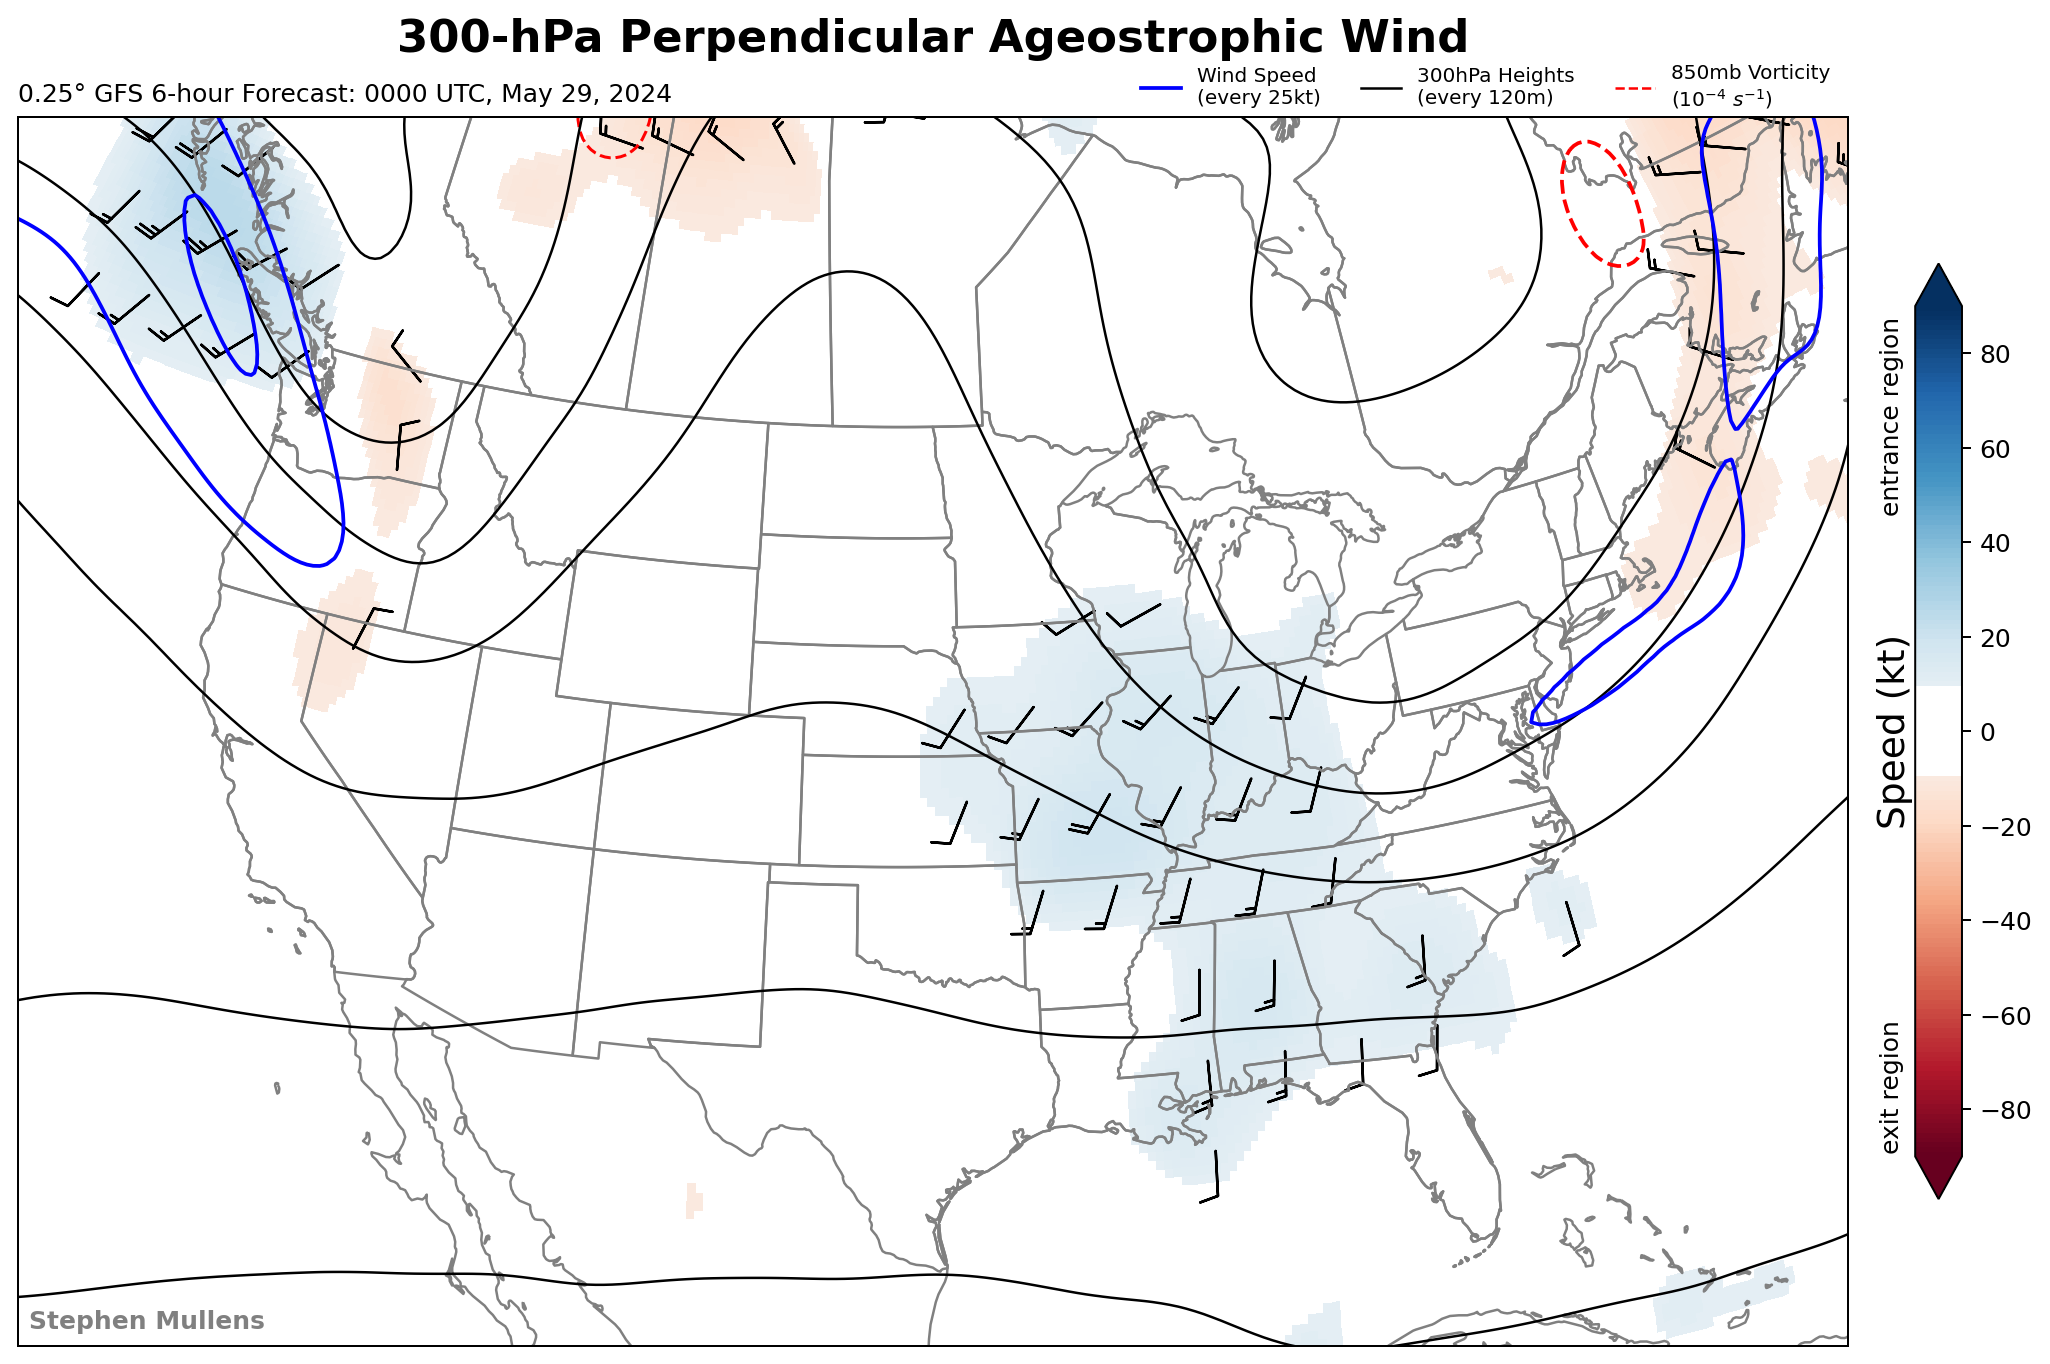 300-hPa Perpendicular Ageostrophic Wind
0.25° GFS 6-hour Forecast: 0000 UTC, May 29, 2024
Wind Speed
(every 25kt)
300hPa Heights
(every 120m)
850mb Vorticity
(10⁻⁴ s⁻¹)
entrance region
Speed (kt)
exit region
80
60
40
20
0
−20
−40
−60
−80
Stephen Mullens